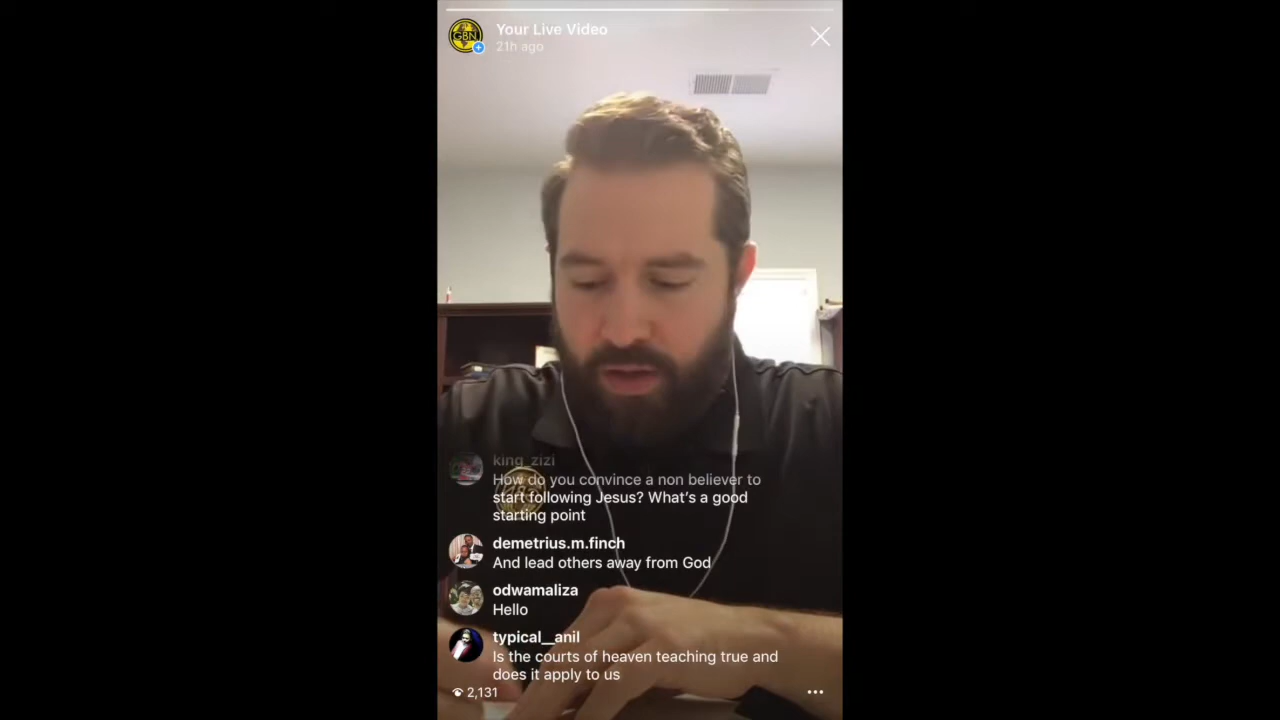 GBN
Your Live Video
21h ago
king_zizi
How do you convince a non believer to
start following Jesus? What's a good
starting point
demetrius.m.finch
And lead others away from God
odwamaliza
Hello
typical__anil
Is the courts of heaven teaching true and
does it apply to us
2,131